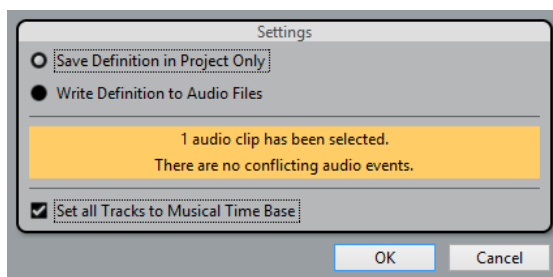 Settings
Save Definition in Project Only
Write Definition to Audio Files
1 audio clip has been selected.
There are no conflicting audio events.
Set all Tracks to Musical Time Base
OK
Cancel